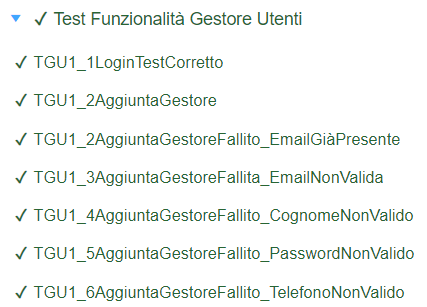 ✓ Test Funzionalità Gestore Utenti
✓ TGU1_1LoginTestCorretto
✓ TGU1_2AggiuntaGestore
✓ TGU1_2AggiuntaGestoreFallito_EmailGiàPresente
✓ TGU1_3AggiuntaGestoreFallita_EmailNonValida
✓ TGU1_4AggiuntaGestoreFallito_CognomeNonValido
✓ TGU1_5AggiuntaGestoreFallito_PasswordNonValido
✓ TGU1_6AggiuntaGestoreFallito_TelefonoNonValido